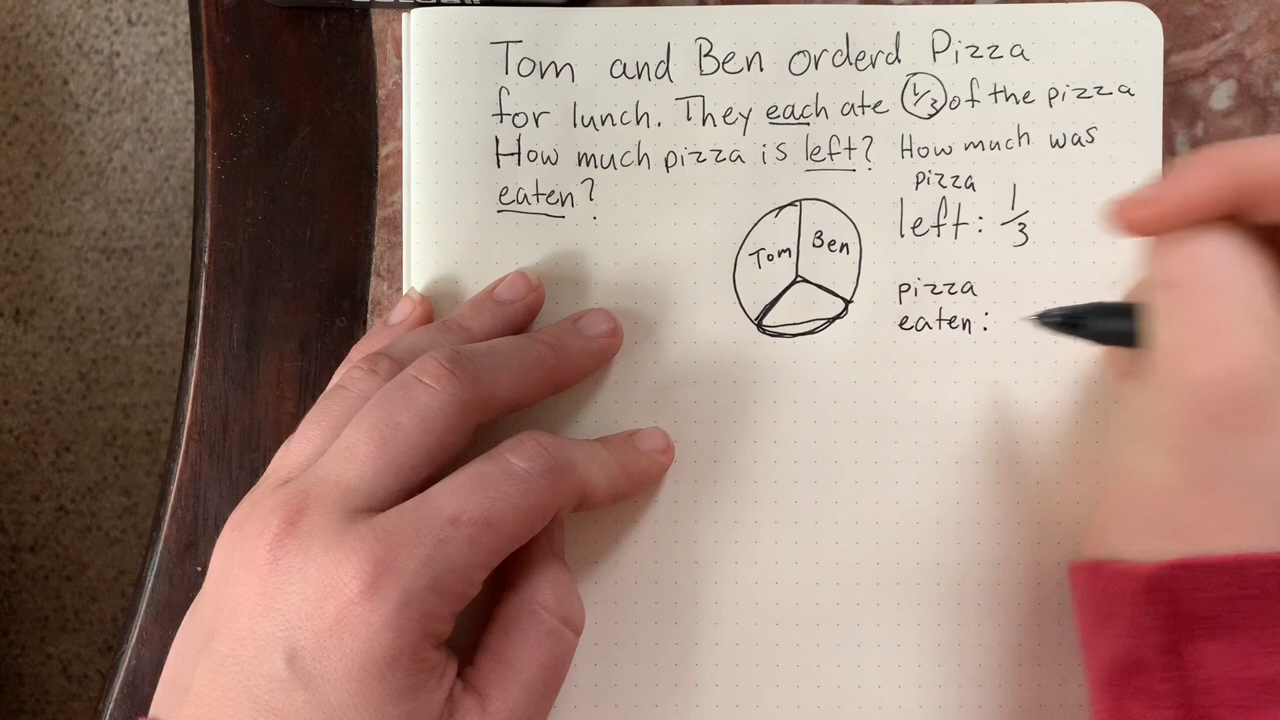 Tom and Ben orderd Pizza
for lunch. They each ate 1/3 of the pizza
How much pizza is left? How much was
eaten?
Tom
Ben
pizza
left: 1/3
pizza
eaten: